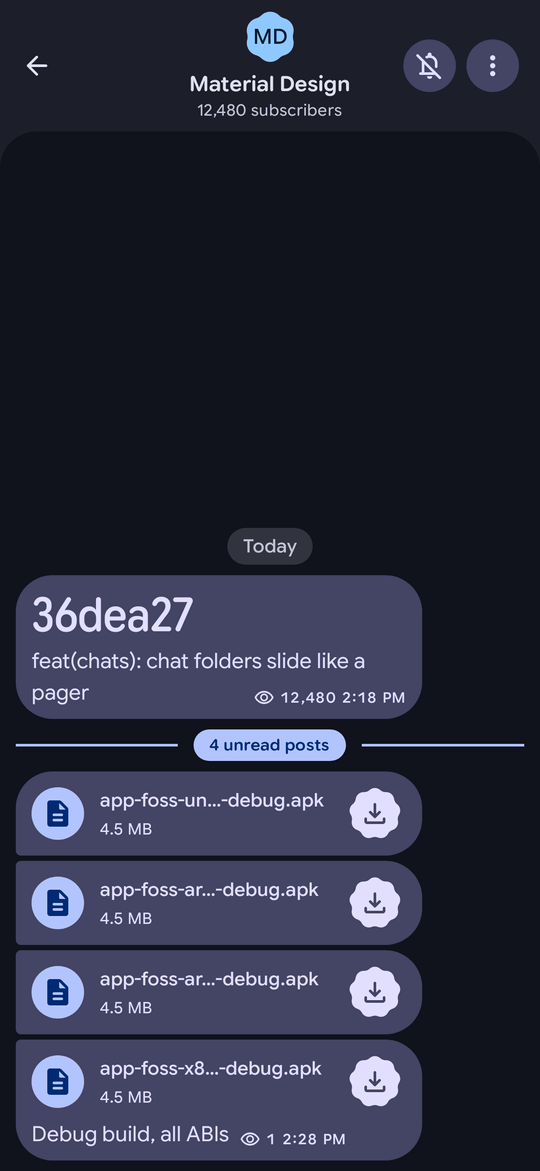 MD
Material Design
12,480 subscribers
Today
36dea27
feat(chats): chat folders slide like a
pager
12,480 2:18 PM
4 unread posts
app-foss-un...-debug.apk
4.5 MB
app-foss-ar...-debug.apk
4.5 MB
app-foss-ar...-debug.apk
4.5 MB
app-foss-x8...-debug.apk
4.5 MB
Debug build, all ABIs 1 2:28 PM